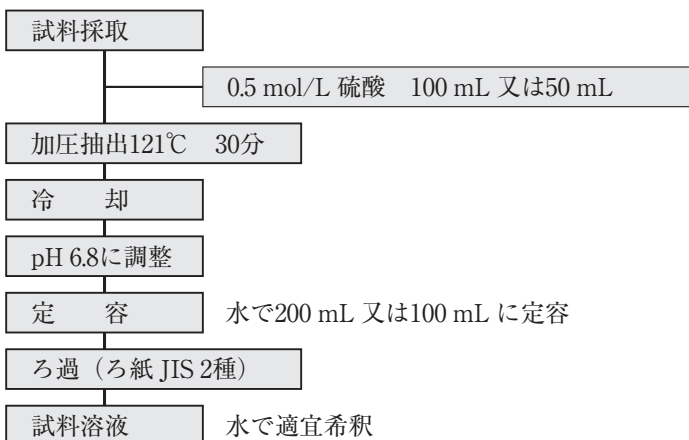 試料採取
0.5 mol/L 硫酸　100 mL 又は50 mL
加圧抽出121℃　30分
冷　　却
pH 6.8に調整
定　　容　　水で200 mL 又は100 mL に定容
ろ過（ろ紙 JIS 2種）
試料溶液　　水で適宜希釈